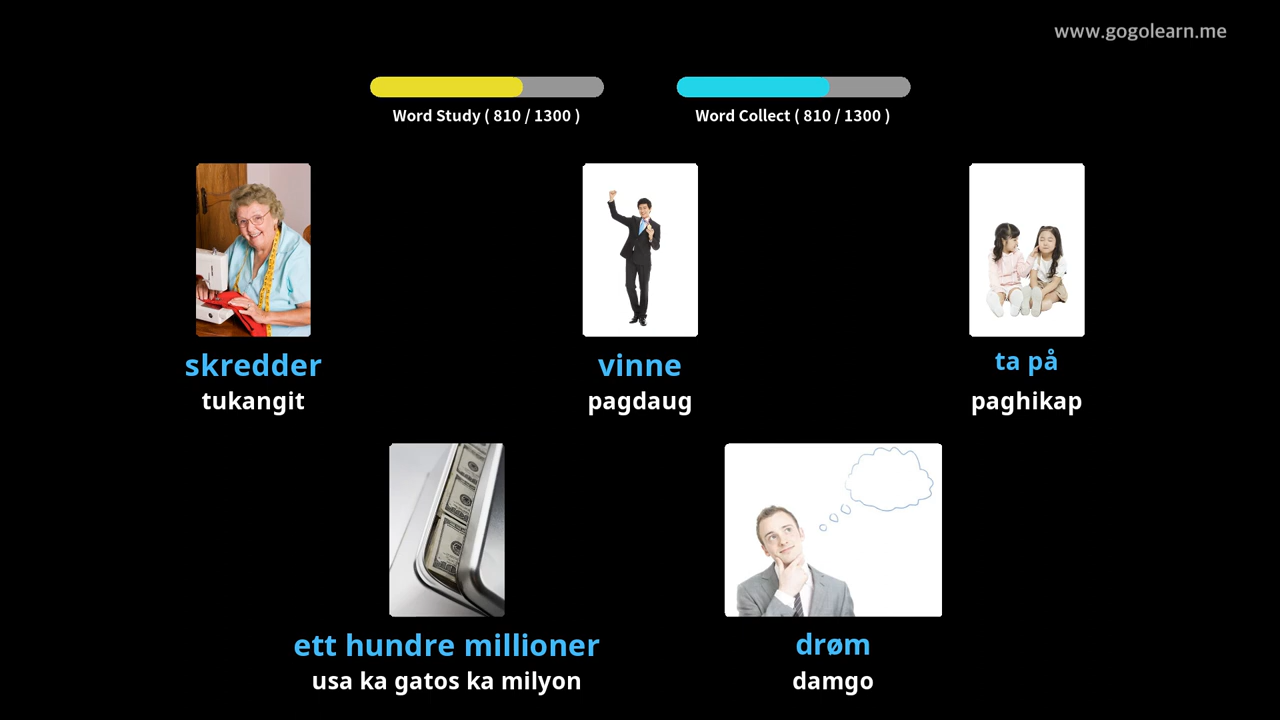 www.gogolearn.me
Word Study ( 810 / 1300 )
Word Collect ( 810 / 1300 )
skredder
tukangit
vinne
pagdaug
ta på
paghikap
ett hundre millioner
usa ka gatos ka milyon
drøm
damgo